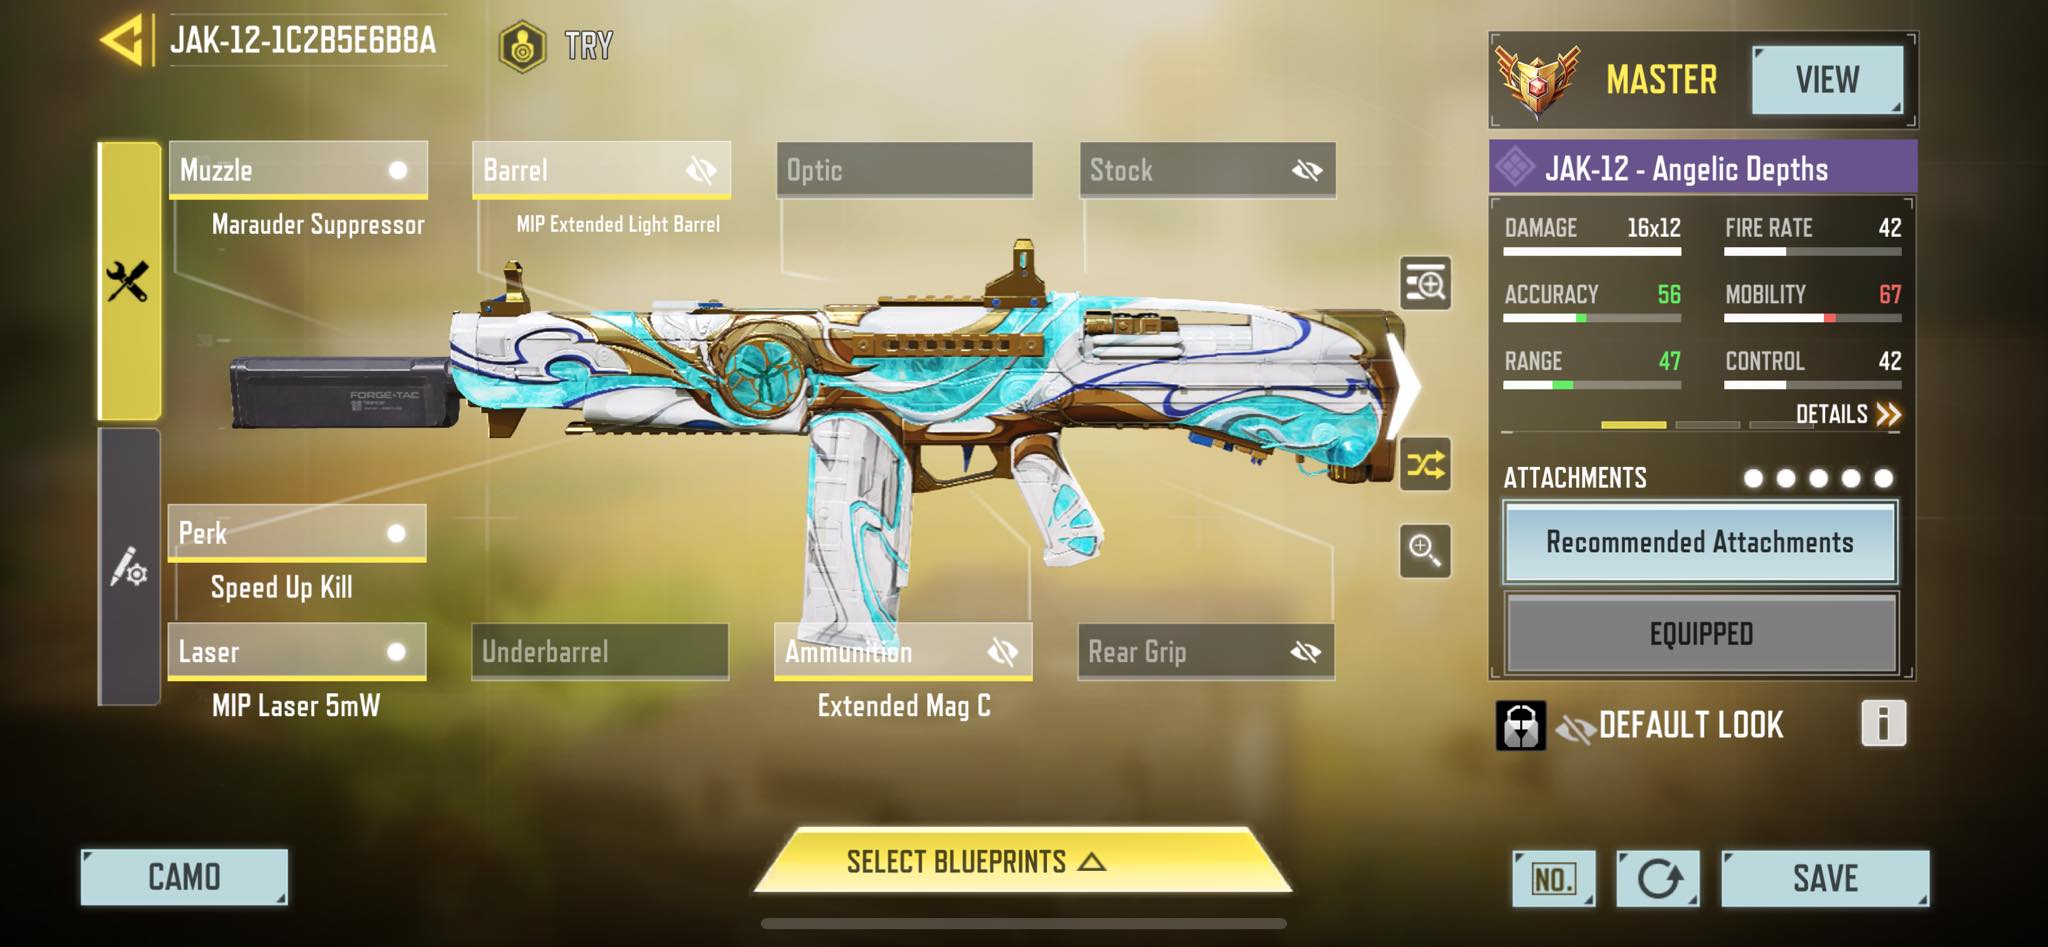 JAK-12-1C2B5E6B8A
TRY
MASTER
VIEW
Muzzle
Marauder Suppressor
Barrel
MIP Extended Light Barrel
Optic
Stock
JAK-12 - Angelic Depths
DAMAGE 16x12
FIRE RATE 42
ACCURACY 56
MOBILITY 67
RANGE 47
CONTROL 42
DETAILS
FORGE-TAC
ATTACHMENTS
Recommended Attachments
EQUIPPED
Perk
Speed Up Kill
Laser
MIP Laser 5mW
Underbarrel
Ammunition
Extended Mag C
Rear Grip
DEFAULT LOOK
i
CAMO
SELECT BLUEPRINTS
NO.
SAVE